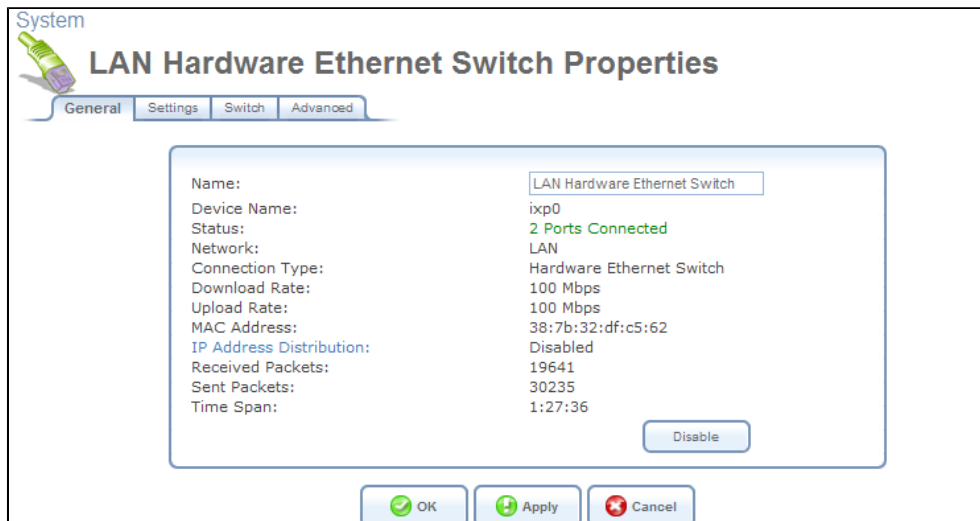 System
LAN Hardware Ethernet Switch Properties
General Settings Switch Advanced
Name: LAN Hardware Ethernet Switch
Device Name: ixp0
Status: 2 Ports Connected
Network: LAN
Connection Type: Hardware Ethernet Switch
Download Rate: 100 Mbps
Upload Rate: 100 Mbps
MAC Address: 38:7b:32:df:c5:62
IP Address Distribution: Disabled
Received Packets: 19641
Sent Packets: 30235
Time Span: 1:27:36
Disable
OK Apply Cancel